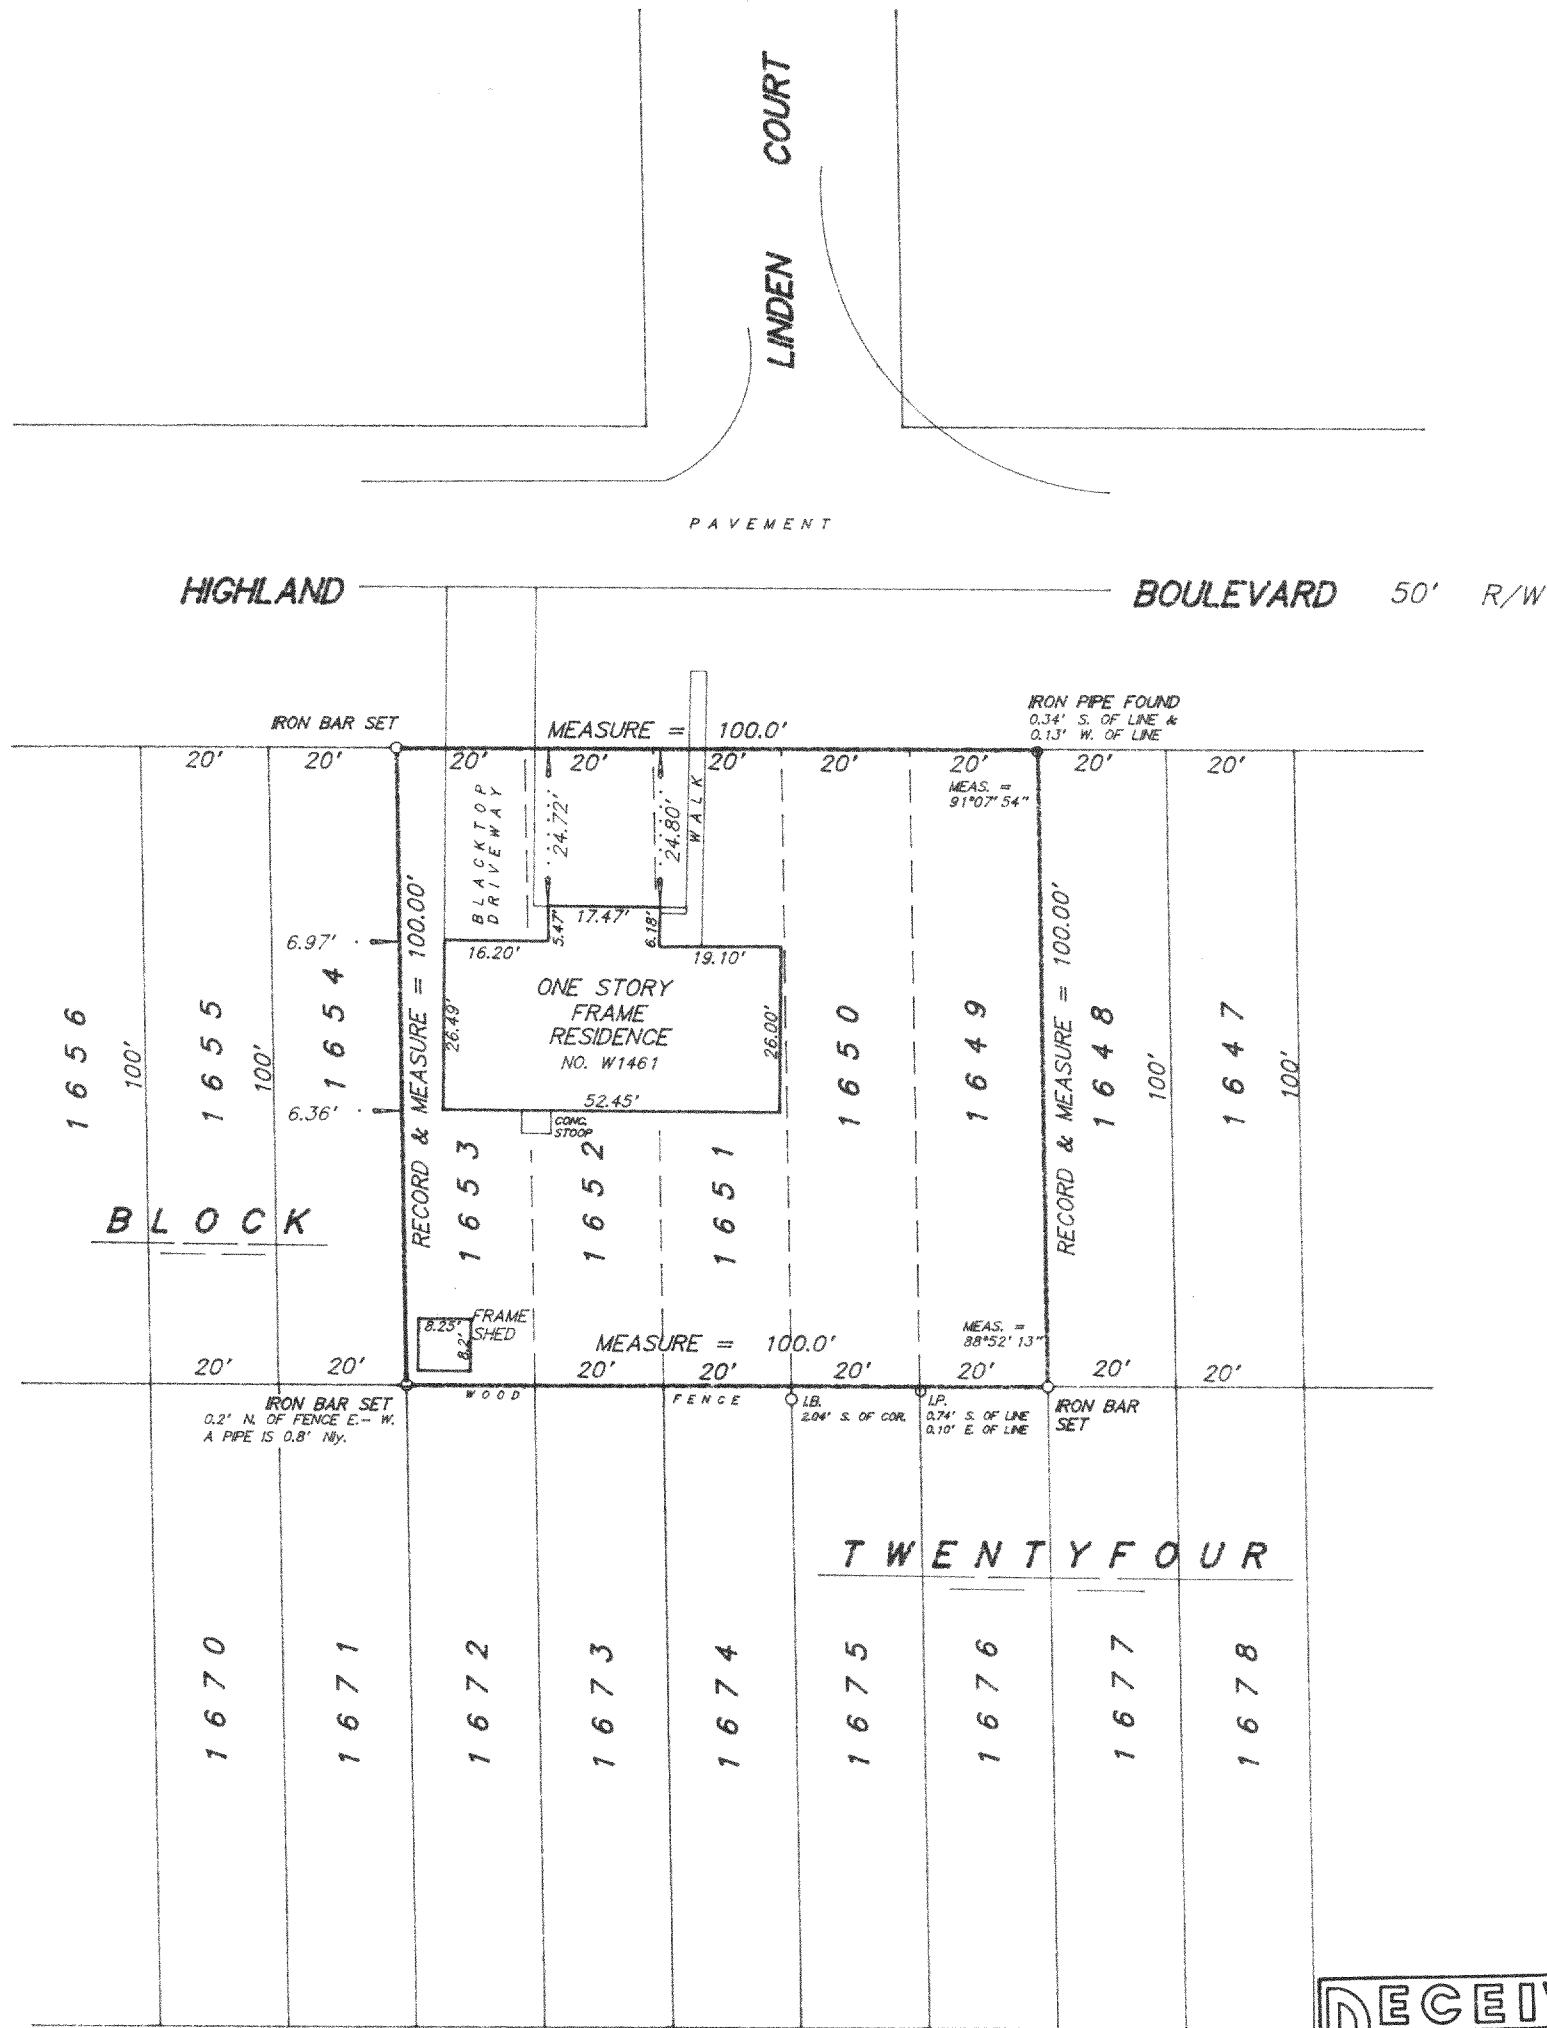 LINDEN COURT
PAVEMENT
HIGHLAND BOULEVARD 50' R/W
IRON BAR SET
MEASURE = 100.0'
IRON PIPE FOUND
0.34' S. OF LINE &
0.13' W. OF LINE
20' 20' 20' 20' 20' 20' 20' 20' 20'
MEAS. =
91°07'54"
BLACKTOP
DRIVEWAY
24.72'
24.80'
WALK
17.47'
5.47'
6.18'
16.20'
19.10'
6.97'
RECORD & MEASURE = 100.00'
RECORD & MEASURE = 100.00'
ONE STORY
FRAME
RESIDENCE
NO. W1461
26.49'
26.00'
52.45'
6.36'
CONC.
STOOP
1656
100'
1655
100'
1654
1653
1652
1651
1650
1649
1648
100'
1647
100'
BLOCK
8.25'
8.2'
FRAME
SHED
MEASURE = 100.0'
MEAS. =
88°52'13"
20' 20' 20' 20' 20' 20' 20' 20'
WOOD FENCE
IRON BAR SET
0.2' N. OF FENCE E.- W.
A PIPE IS 0.8' Nly.
I.B.
2.04' S. OF COR.
I.P.
0.74' S. OF LINE
0.10' E. OF LINE
IRON BAR
SET
TWENTYFOUR
1670
1671
1672
1673
1674
1675
1676
1677
1678